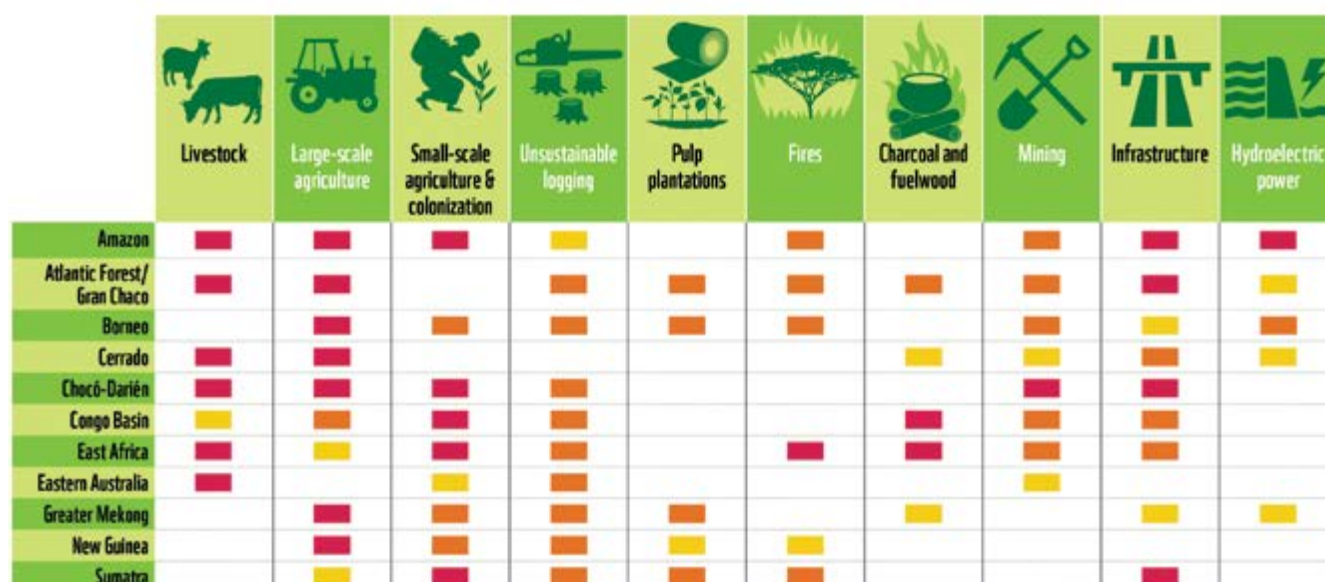 Livestock
Large-scale
agriculture
Small-scale
agriculture &
colonization
Unsustainable
logging
Pulp
plantations
Fires
Charcoal and
fuelwood
Mining
Infrastructure
Hydroelectric
power
Amazon
Atlantic Forest/
Gran Chaco
Borneo
Cerrado
Chocó-Darién
Congo Basin
East Africa
Eastern Australia
Greater Mekong
New Guinea
Sumatra